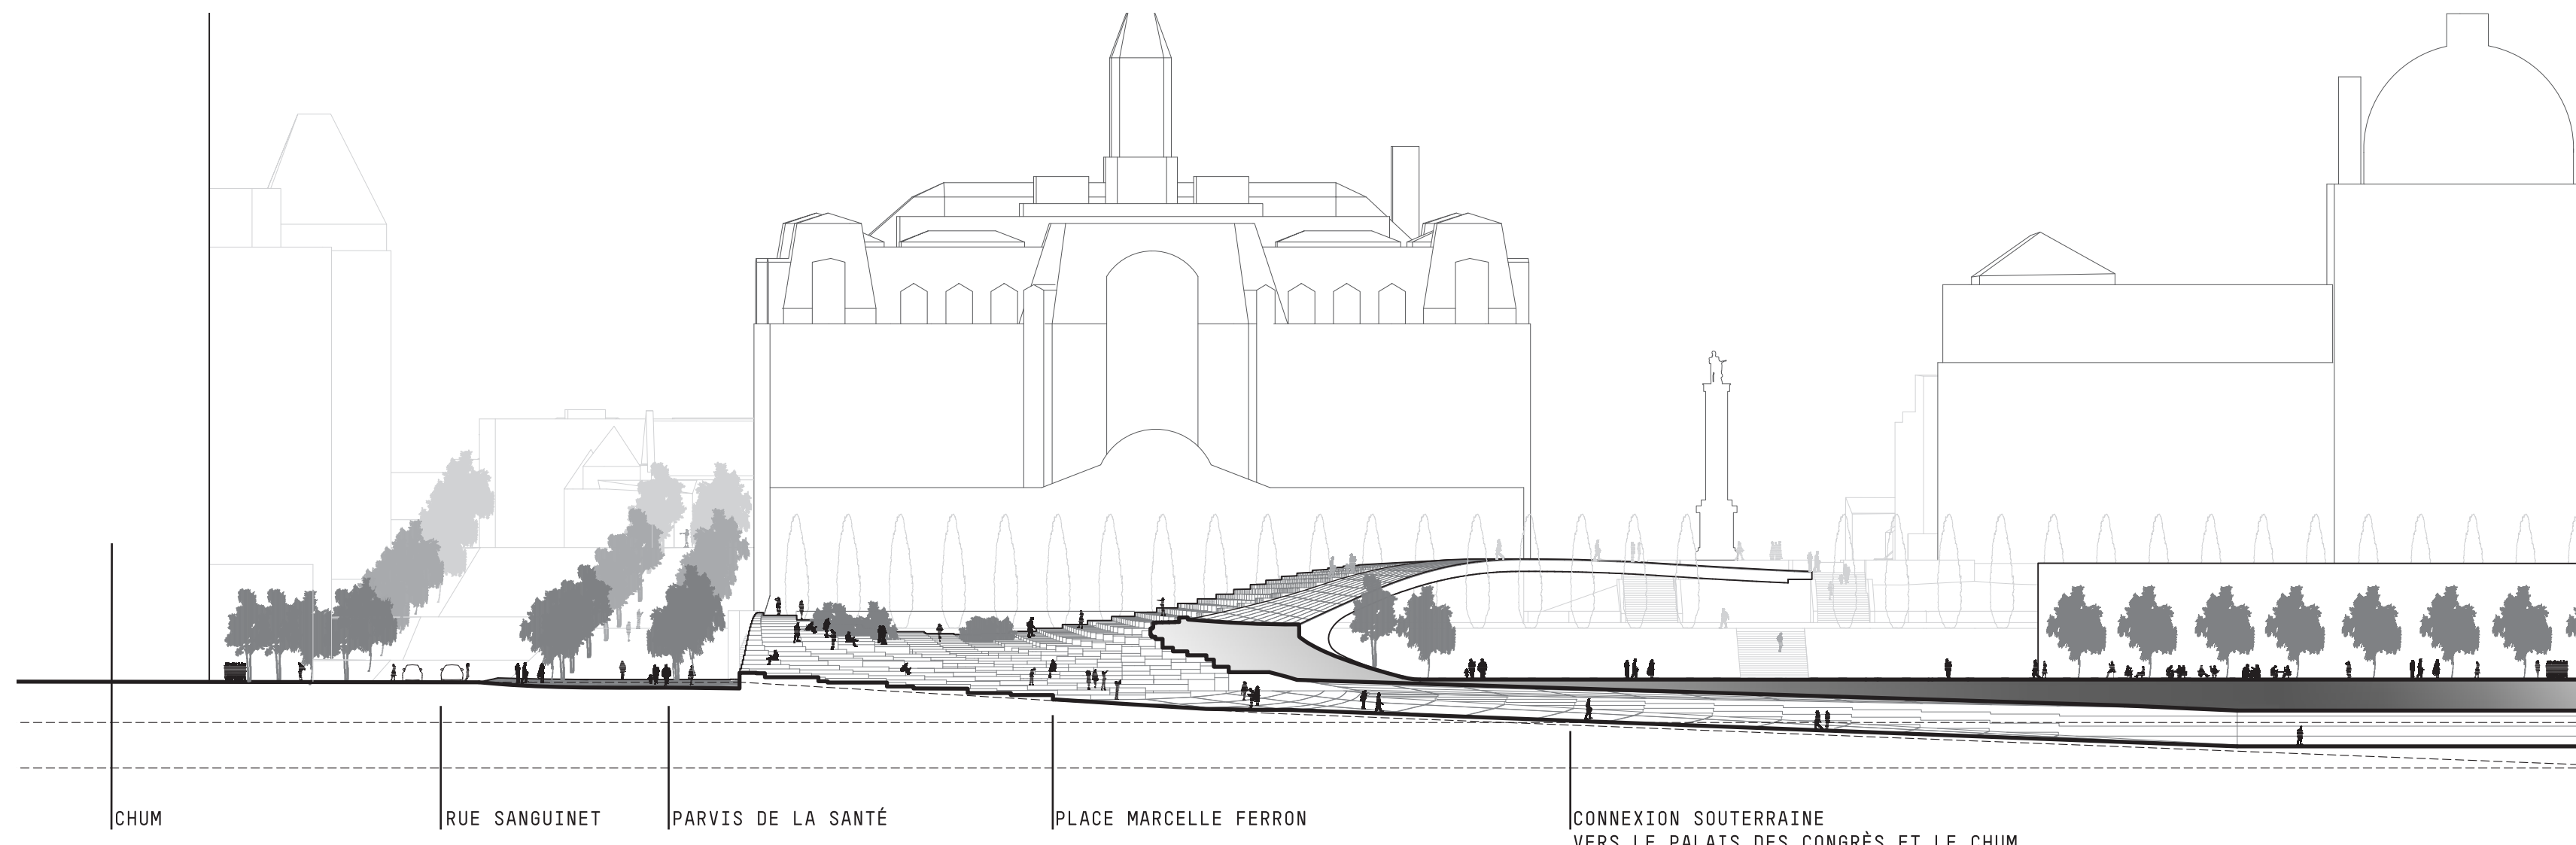 CHUM
RUE SANGUINET
PARVIS DE LA SANTÉ
PLACE MARCELLE FERRON
CONNEXION SOUTERRAINE
VERS LE PALAIS DES CONGRÈS ET LE CHUM